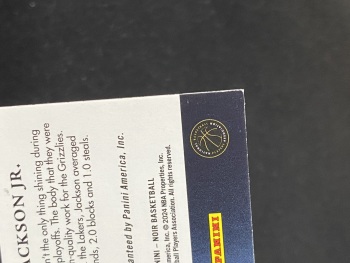 ACKSON JR.
't the only thing shining during
playoffs. The body that they were
-quality work for the Grizzlies.
the Lakers, Jackson averaged
nds, 2.0 blocks and 1.0 steals.
anteed by Panini America, Inc.
NINI – NOIR BASKETBALL
erica, Inc. © 2024 NBA Properties, Inc.
tball Players Association. All rights reserved.
PANINI